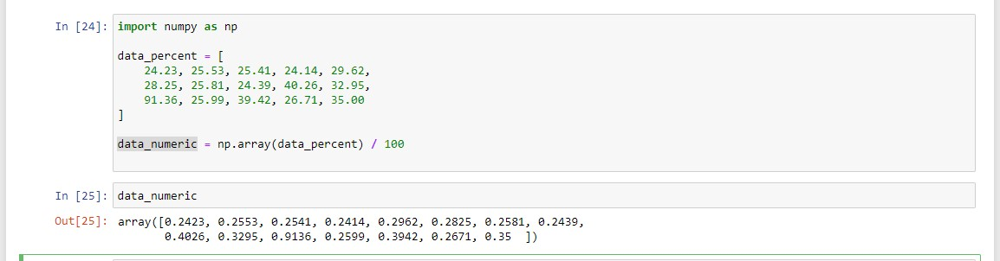 In [24]: import numpy as np
data_percent = [
24.23, 25.53, 25.41, 24.14, 29.62,
28.25, 25.81, 24.39, 40.26, 32.95,
91.36, 25.99, 39.42, 26.71, 35.00
]
data_numeric = np.array(data_percent) / 100
In [25]: data_numeric
Out[25]: array([0.2423, 0.2553, 0.2541, 0.2414, 0.2962, 0.2825, 0.2581, 0.2439,
0.4026, 0.3295, 0.9136, 0.2599, 0.3942, 0.2671, 0.35  ])